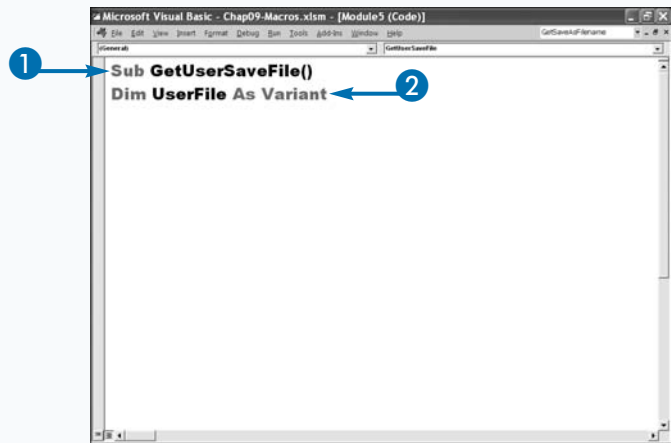 Microsoft Visual Basic - Chap09-Macros.xlsm - [Module5 (Code)]
File Edit View Insert Format Debug Run Tools Add-Ins Window Help GetSaveAsFilename
(General) GetUserSaveFile
1 Sub GetUserSaveFile()
Dim UserFile As Variant 2